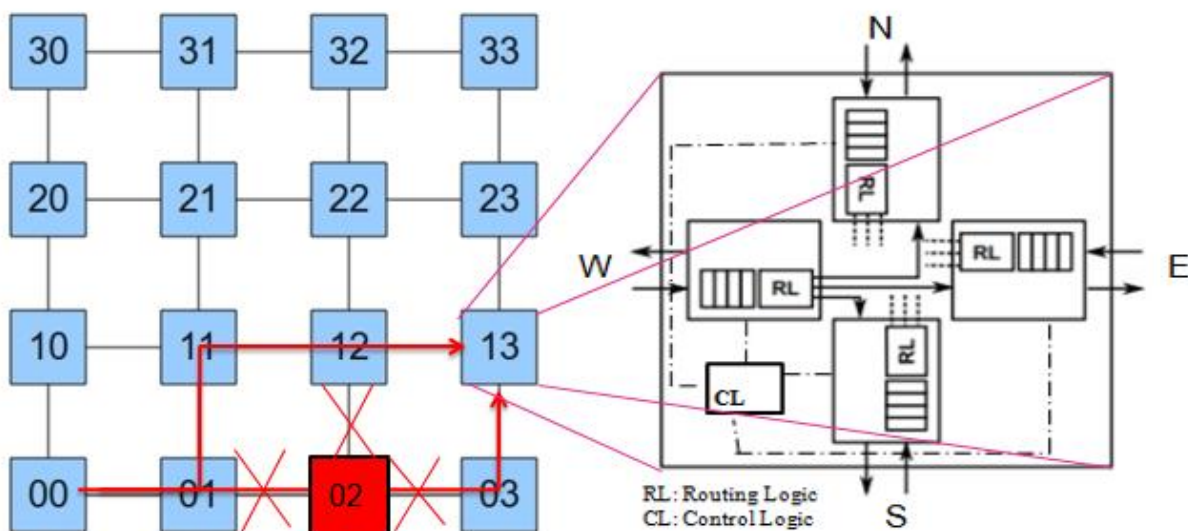 30 31 32 33
20 21 22 23
10 11 12 13
00 01 02 03
N
RL
W RL RL E
RL
CL
S
RL: Routing Logic
CL: Control Logic